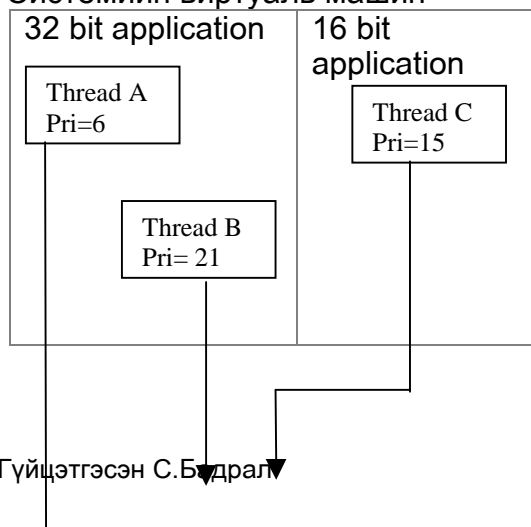 Системийн виртуаль машин
32 bit application
16 bit
application
Thread A
Pri=6
Thread C
Pri=15
Thread B
Pri= 21
Гүйцэтгэсэн С.Бадрал